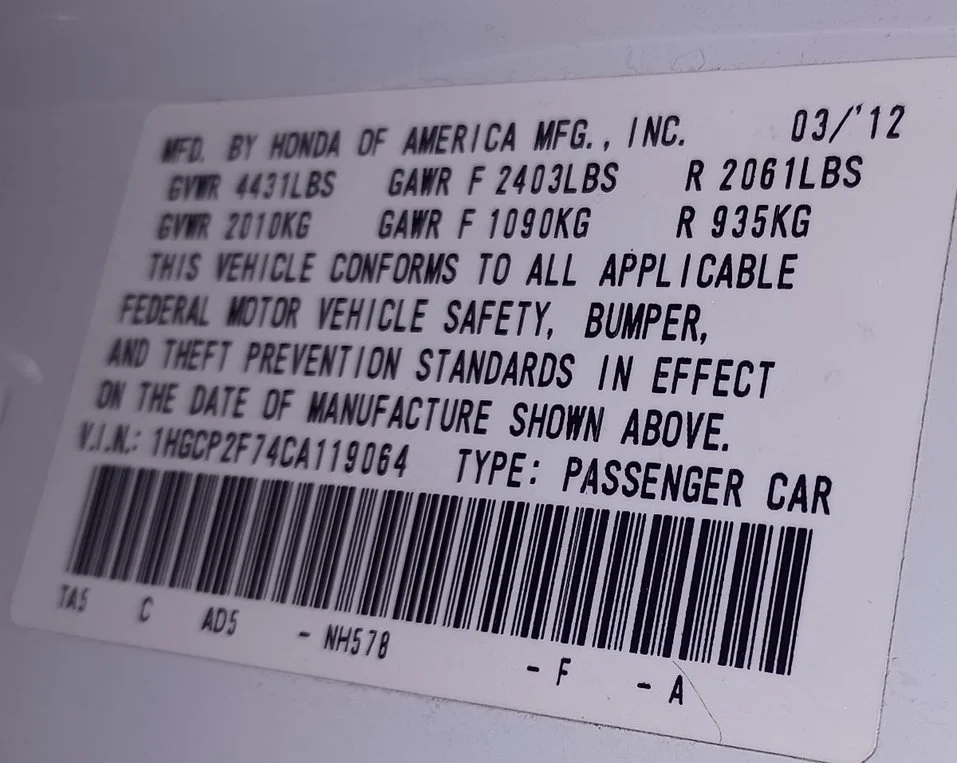 MFD. BY HONDA OF AMERICA MFG., INC. 03/'12
GVWR 4431LBS GAWR F 2403LBS R 2061LBS
GVWR 2010KG GAWR F 1090KG R 935KG
THIS VEHICLE CONFORMS TO ALL APPLICABLE
FEDERAL MOTOR VEHICLE SAFETY, BUMPER,
AND THEFT PREVENTION STANDARDS IN EFFECT
ON THE DATE OF MANUFACTURE SHOWN ABOVE.
V.I.N.: 1HGCP2F74CA119064 TYPE: PASSENGER CAR
TA5 C AD5 - NH578 - F - A